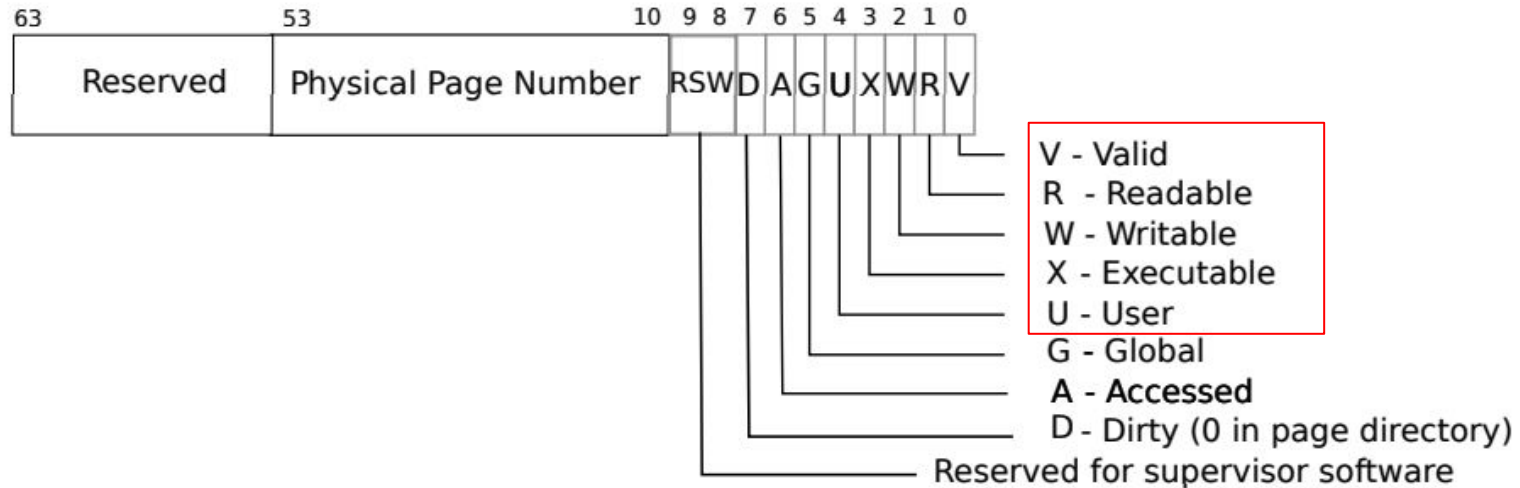 63 53 10 9 8 7 6 5 4 3 2 1 0
Reserved Physical Page Number RSW D A G U X W R V
V - Valid
R - Readable
W - Writable
X - Executable
U - User
G - Global
A - Accessed
D - Dirty (0 in page directory)
Reserved for supervisor software